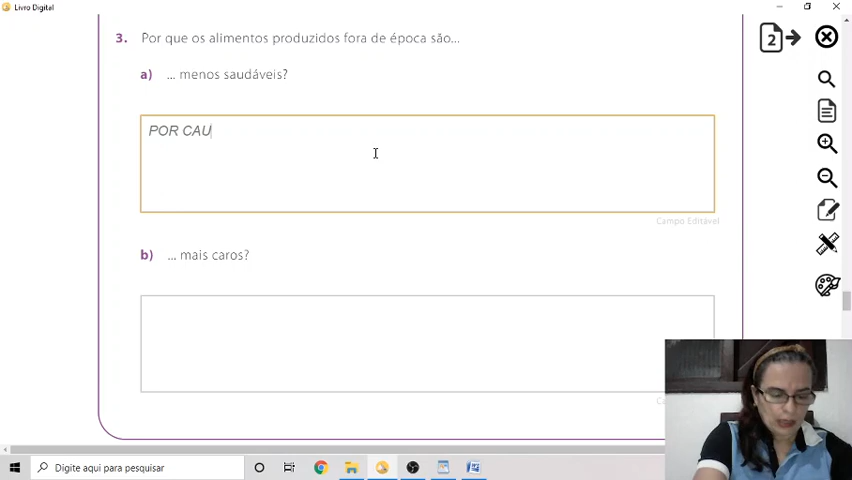 Livro Digital
3. Por que os alimentos produzidos fora de época são...
a) ... menos saudáveis?
POR CAU
Campo Editável
b) ... mais caros?
2
Digite aqui para pesquisar